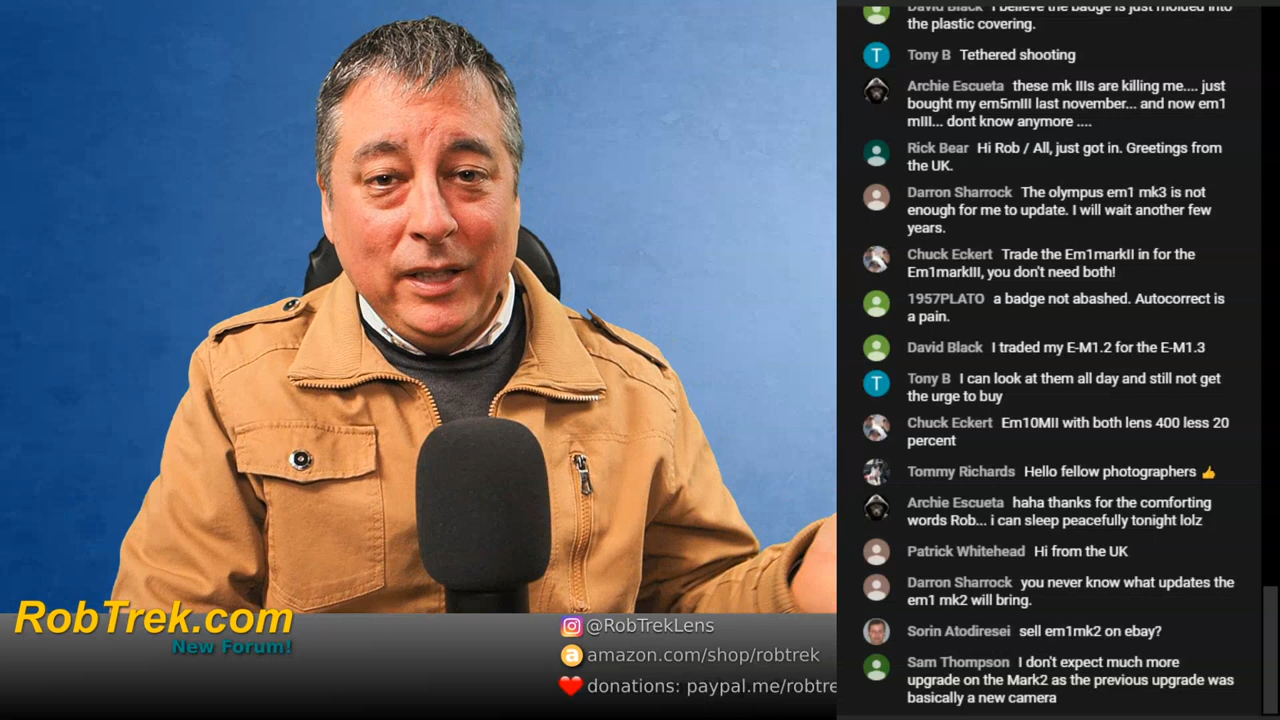 David Black I believe the badge is just molded into
the plastic covering.
T
Tony B Tethered shooting
Archie Escueta these mk IIIs are killing me.... just
bought my em5mIII last november... and now em1
mIII... dont know anymore ....
Rick Bear Hi Rob / All, just got in. Greetings from
the UK.
Darron Sharrock The olympus em1 mk3 is not
enough for me to update. I will wait another few
years.
Chuck Eckert Trade the Em1markII in for the
Em1markIII, you don't need both!
1957PLATO a badge not abashed. Autocorrect is
a pain.
David Black I traded my E-M1.2 for the E-M1.3
T
Tony B I can look at them all day and still not get
the urge to buy
Chuck Eckert Em10MII with both lens 400 less 20
percent
Tommy Richards Hello fellow photographers 👍
Archie Escueta haha thanks for the comforting
words Rob... i can sleep peacefully tonight lolz
Patrick Whitehead Hi from the UK
Darron Sharrock you never know what updates the
em1 mk2 will bring.
Sorin Atodiresei sell em1mk2 on ebay?
Sam Thompson I don't expect much more
upgrade on the Mark2 as the previous upgrade was
basically a new camera
RobTrek.com
New Forum!
@RobTrekLens
a
amazon.com/shop/robtrek
donations: paypal.me/robtre